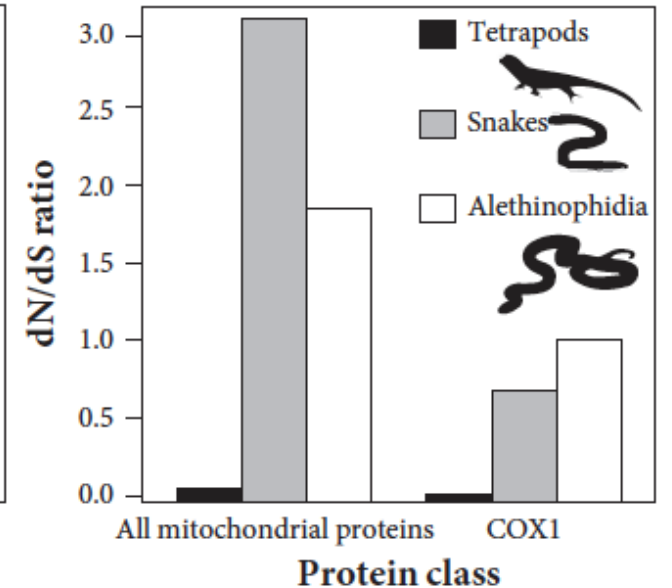 3.0
2.5
2.0
1.5
1.0
0.5
0.0
dN/dS ratio
Tetrapods
Snakes
Alethinophidia
All mitochondrial proteins COX1
Protein class